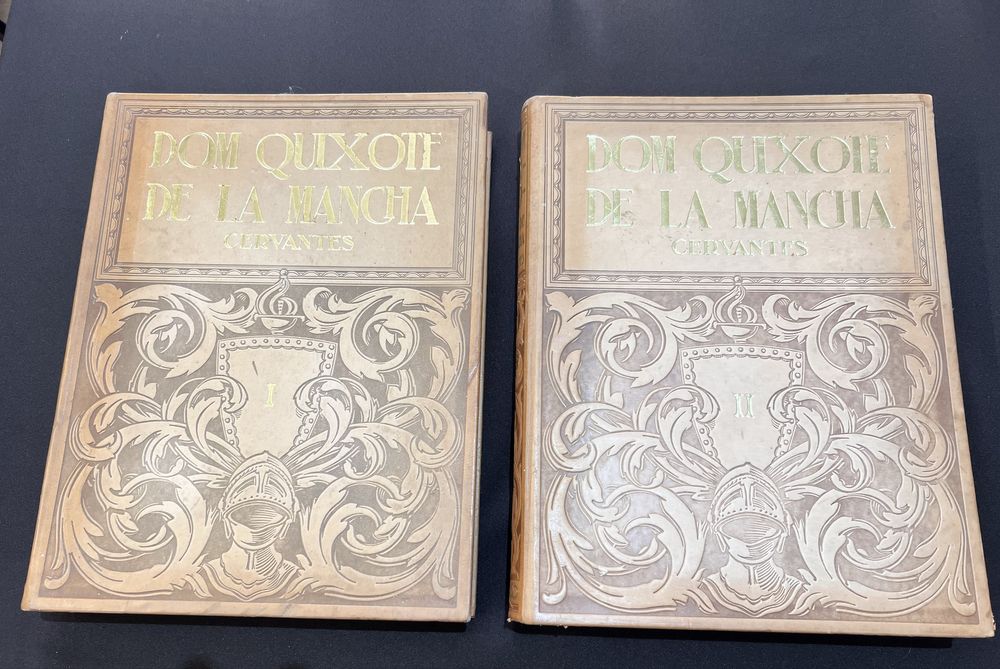 DOM QUIXOTE
DE LA MANCHA
CERVANTES
I
DOM QUIXOTE
DE LA MANCHA
CERVANTES
II